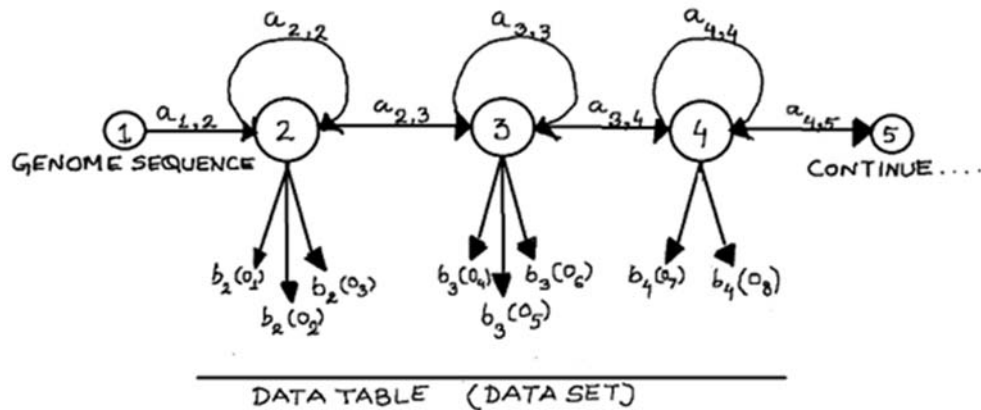 a2,2 a3,3 a4,4
a1,2 a2,3 a3,4 a4,5
1 2 3 4 5
GENOME SEQUENCE CONTINUE....
b2(o1) b2(o3) b3(o4) b3(o6) b4(o7) b4(o8)
b2(o2) b3(o5)
DATA TABLE (DATA SET)